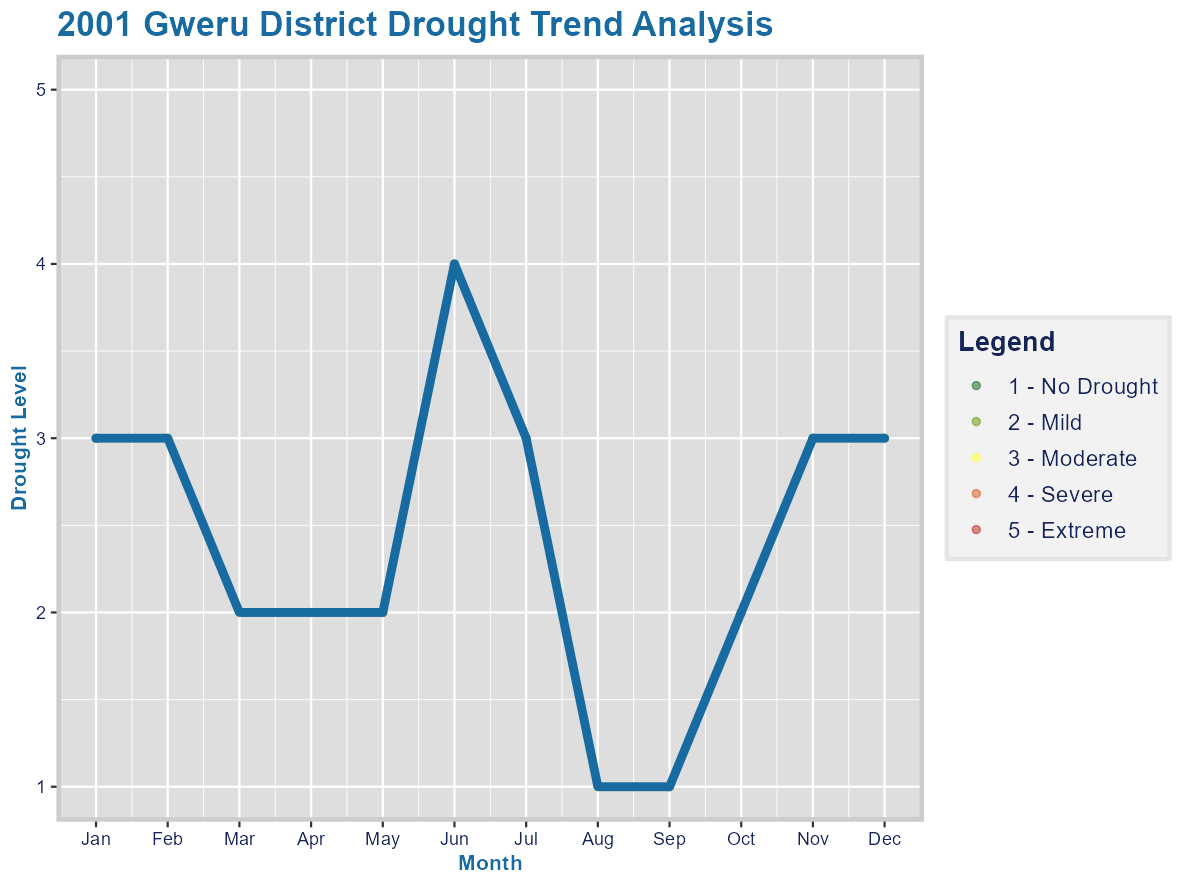 2001 Gweru District Drought Trend Analysis
5
4
3
2
1
Drought Level
Jan Feb Mar Apr May Jun Jul Aug Sep Oct Nov Dec
Month
Legend
1 - No Drought
2 - Mild
3 - Moderate
4 - Severe
5 - Extreme